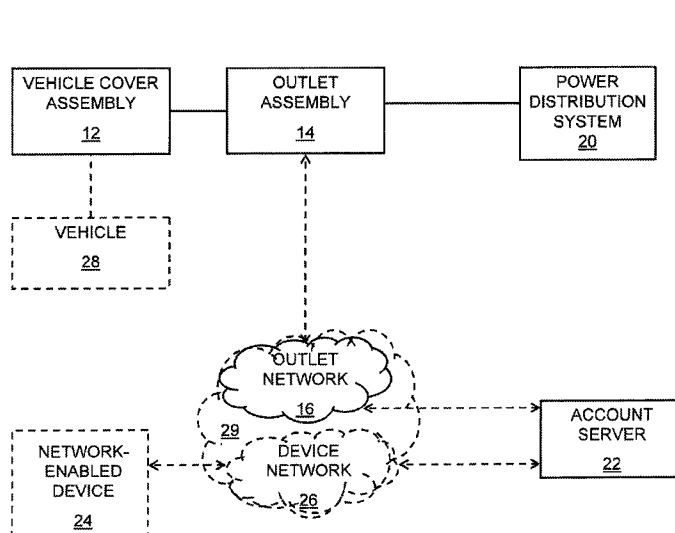 VEHICLE COVER
ASSEMBLY
12
OUTLET
ASSEMBLY
14
POWER
DISTRIBUTION
SYSTEM
20
VEHICLE
28
OUTLET
NETWORK
16
29
DEVICE
NETWORK
26
ACCOUNT
SERVER
22
NETWORK-
ENABLED
DEVICE
24